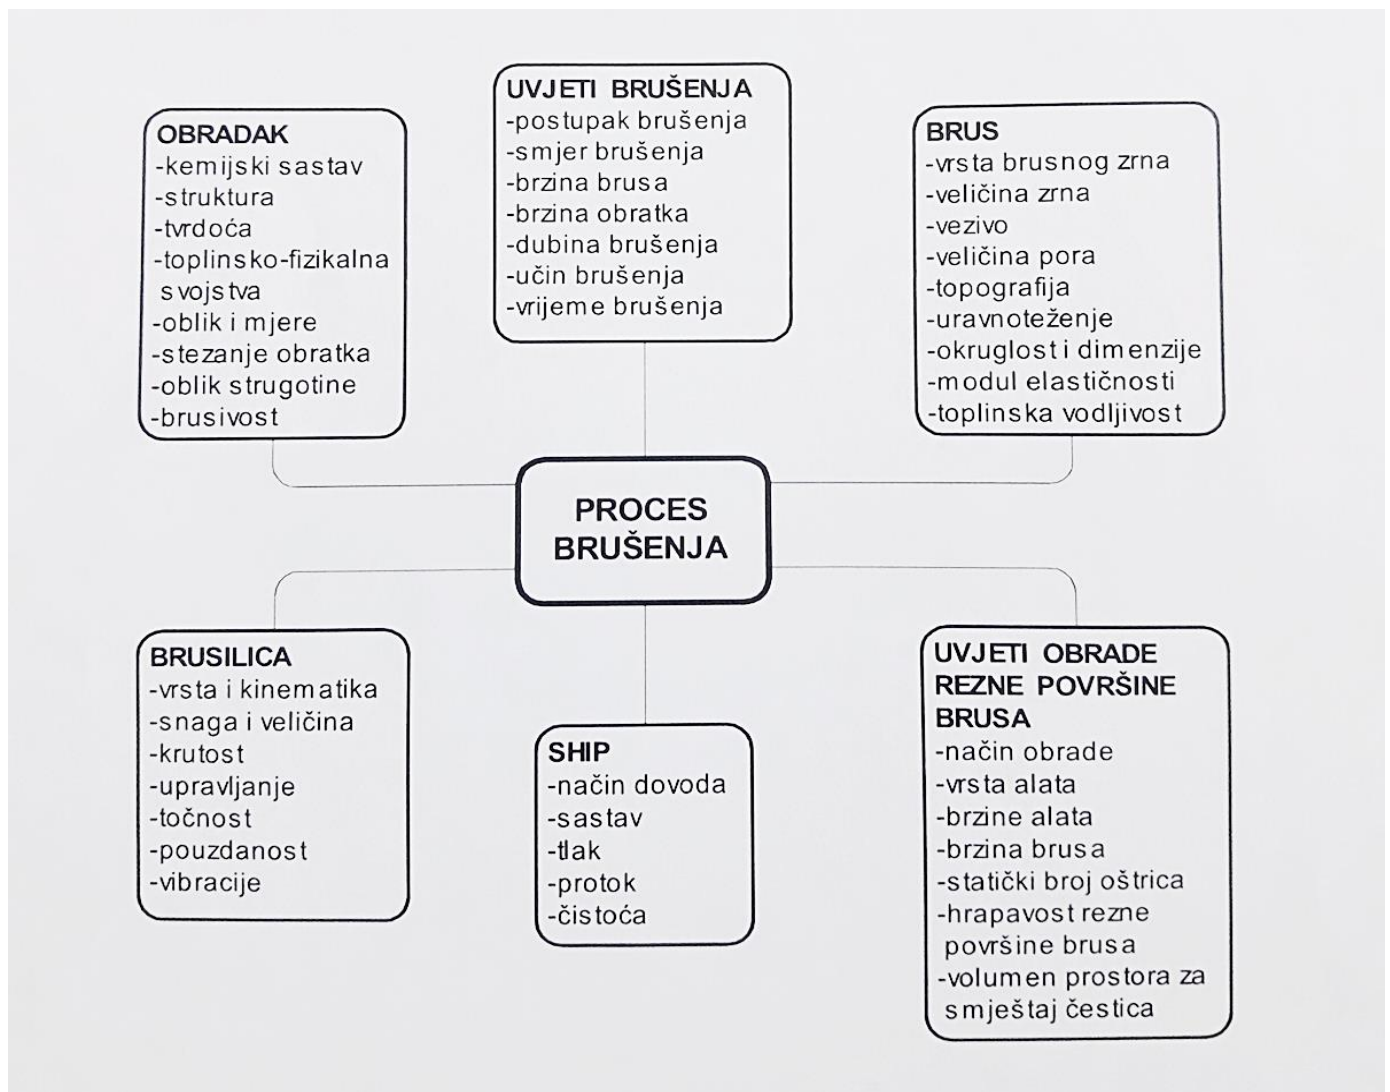 OBRADAK
-kemijski sastav
-struktura
-tvrdoća
-toplinsko-fizikalna
svojstva
-oblik i mjere
-stezanje obratka
-oblik strugotine
-brusivost
UVJETI BRUŠENJA
-postupak brušenja
-smjer brušenja
-brzina brusa
-brzina obratka
-dubina brušenja
-učin brušenja
-vrijeme brušenja
BRUS
-vrsta brusnog zrna
-veličina zrna
-vezivo
-veličina pora
-topografija
-uravnoteženje
-okruglost i dimenzije
-modul elastičnosti
-toplinska vodljivost
PROCES
BRUŠENJA
BRUSILICA
-vrsta i kinematika
-snaga i veličina
-krutost
-upravljanje
-točnost
-pouzdanost
-vibracije
SHIP
-način dovoda
-sastav
-tlak
-protok
-čistoća
UVJETI OBRADE
REZNE POVRŠINE
BRUSA
-način obrade
-vrsta alata
-brzine alata
-brzina brusa
-statički broj oštrica
-hrapavost rezne
površine brusa
-volumen prostora za
smještaj čestica